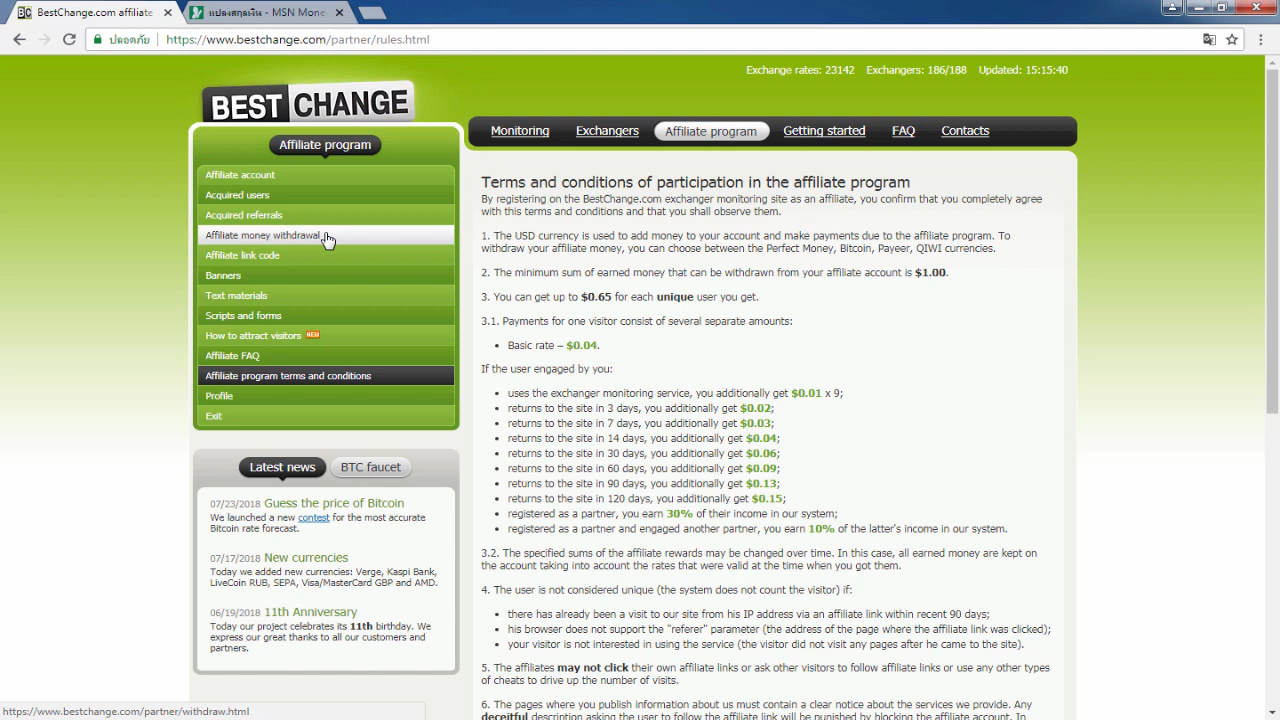 BestChange.com affiliate
แปลงสกุลเงิน - MSN Mone
ปลอดภัย
https://www.bestchange.com/partner/rules.html
Exchange rates: 23142 Exchangers: 186/188 Updated: 15:15:40
BESTCHANGE
Monitoring Exchangers Affiliate program Getting started FAQ Contacts
Affiliate program
Affiliate account
Acquired users
Acquired referrals
Affiliate money withdrawal
Affiliate link code
Banners
Text materials
Scripts and forms
How to attract visitors NEW
Affiliate FAQ
Affiliate program terms and conditions
Profile
Exit
Latest news BTC faucet
07/23/2018 Guess the price of Bitcoin
We launched a new contest for the most accurate
Bitcoin rate forecast.
07/17/2018 New currencies
Today we added new currencies: Verge, Kaspi Bank,
LiveCoin RUB, SEPA, Visa/MasterCard GBP and AMD.
06/19/2018 11th Anniversary
Today our project celebrates its 11th birthday. We
express our great thanks to all our customers and
partners.
Terms and conditions of participation in the affiliate program
By registering on the BestChange.com exchanger monitoring site as an affiliate, you confirm that you completely agree
with this terms and conditions and that you shall observe them.
1. The USD currency is used to add money to your account and make payments due to the affiliate program. To
withdraw your affiliate money, you can choose between the Perfect Money, Bitcoin, Payeer, QIWI currencies.
2. The minimum sum of earned money that can be withdrawn from your affiliate account is $1.00.
3. You can get up to $0.65 for each unique user you get.
3.1. Payments for one visitor consist of several separate amounts:
• Basic rate – $0.04.
If the user engaged by you:
• uses the exchanger monitoring service, you additionally get $0.01 x 9;
• returns to the site in 3 days, you additionally get $0.02;
• returns to the site in 7 days, you additionally get $0.03;
• returns to the site in 14 days, you additionally get $0.04;
• returns to the site in 30 days, you additionally get $0.06;
• returns to the site in 60 days, you additionally get $0.09;
• returns to the site in 90 days, you additionally get $0.13;
• returns to the site in 120 days, you additionally get $0.15;
• registered as a partner, you earn 30% of their income in our system;
• registered as a partner and engaged another partner, you earn 10% of the latter's income in our system.
3.2. The specified sums of the affiliate rewards may be changed over time. In this case, all earned money are kept on
the account taking into account the rates that were valid at the time when you got them.
4. The user is not considered unique (the system does not count the visitor) if:
• there has already been a visit to our site from his IP address via an affiliate link within recent 90 days;
• his browser does not support the "referer" parameter (the address of the page where the affiliate link was clicked);
• your visitor is not interested in using the service (the visitor did not visit any pages after he came to the site).
5. The affiliates may not click their own affiliate links or ask other visitors to follow affiliate links or use any other types
of cheats to drive up the number of visits.
6. The pages where you publish information about us must contain a clear notice about the services we provide. Any
deceitful description asking the user to follow the affiliate link will be punished by blocking the affiliate account. In
https://www.bestchange.com/partner/withdraw.html